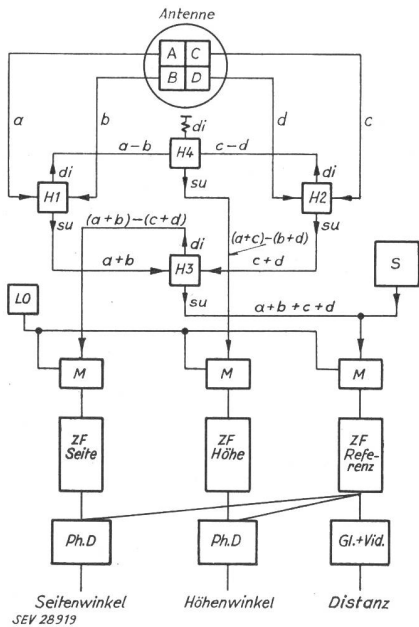 Antenne
A C
B D
a
b
d
c
di
a-b
H4
c-d
di
di
H1
H2
su
su
su
(a+b)-(c+d)
di
(a+c)-(b+d)
a+b
H3
c+d
S
su
a+b+c+d
LO
M
M
M
ZF
Seite
ZF
Höhe
ZF
Refe-
renz
Ph.D
Ph.D
Gl.+Vid.
Seitenwinkel
Höhenwinkel
Distanz
SEV 28919